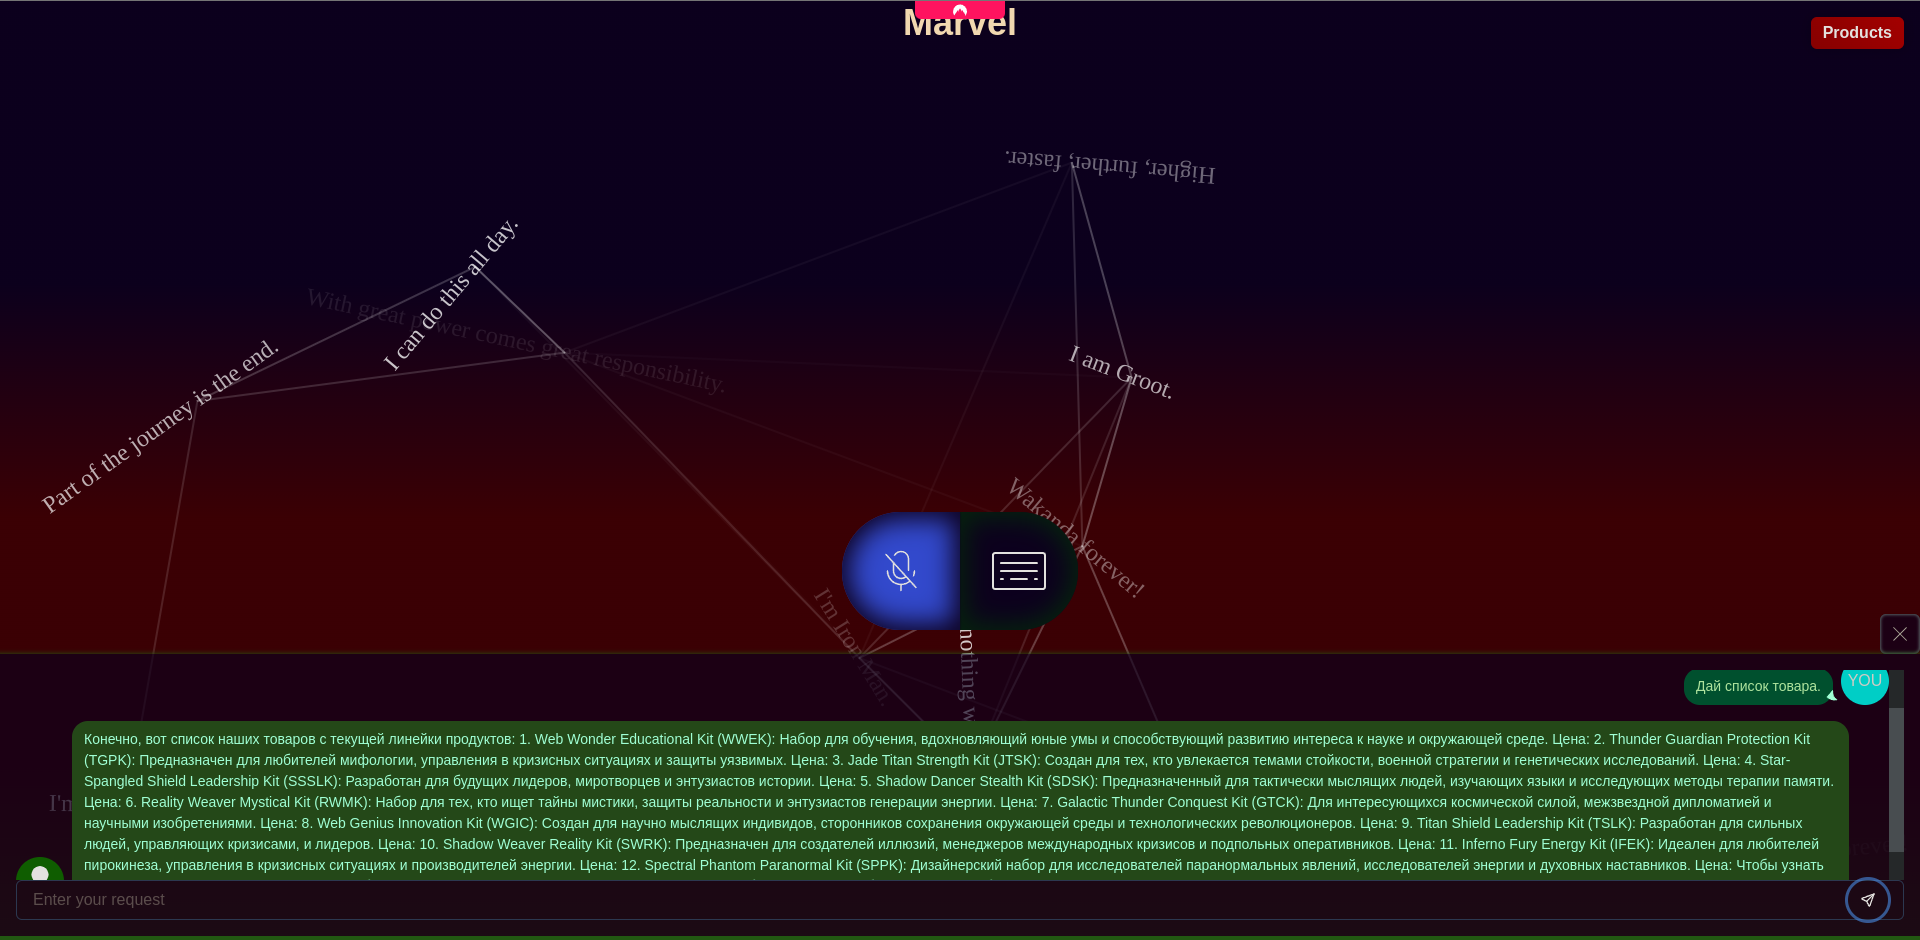 Marvel
Products
Higher, further, faster.
I can do this all day.
With great power comes great responsibility.
Part of the journey is the end.
I am Groot.
Wakanda forever!
I'm Iron Man.
nothing w
Дай список товара.
YOU
Конечно, вот список наших товаров с текущей линейки продуктов: 1. Web Wonder Educational Kit (WWEK): Набор для обучения, вдохновляющий юные умы и способствующий развитию интереса к науке и окружающей среде. Цена: 2. Thunder Guardian Protection Kit
(TGPK): Предназначен для любителей мифологии, управления в кризисных ситуациях и защиты уязвимых. Цена: 3. Jade Titan Strength Kit (JTSK): Создан для тех, кто увлекается темами стойкости, военной стратегии и генетических исследований. Цена: 4. Star-
Spangled Shield Leadership Kit (SSSLK): Разработан для будущих лидеров, миротворцев и энтузиастов истории. Цена: 5. Shadow Dancer Stealth Kit (SDSK): Предназначенный для тактически мыслящих людей, изучающих языки и исследующих методы терапии памяти.
Цена: 6. Reality Weaver Mystical Kit (RWMK): Набор для тех, кто ищет тайны мистики, защиты реальности и энтузиастов генерации энергии. Цена: 7. Galactic Thunder Conquest Kit (GTCK): Для интересующихся космической силой, межзвездной дипломатией и
I'm
научными изобретениями. Цена: 8. Web Genius Innovation Kit (WGIC): Создан для научно мыслящих индивидов, сторонников сохранения окружающей среды и технологических революционеров. Цена: 9. Titan Shield Leadership Kit (TSLK): Разработан для сильных
людей, управляющих кризисами, и лидеров. Цена: 10. Shadow Weaver Reality Kit (SWRK): Предназначен для создателей иллюзий, менеджеров международных кризисов и подпольных оперативников. Цена: 11. Inferno Fury Energy Kit (IFEK): Идеален для любителей
пирокинеза, управления в кризисных ситуациях и производителей энергии. Цена: 12. Spectral Phantom Paranormal Kit (SPPK): Дизайнерский набор для исследователей паранормальных явлений, исследователей энергии и духовных наставников. Цена: Чтобы узнать
Enter your request